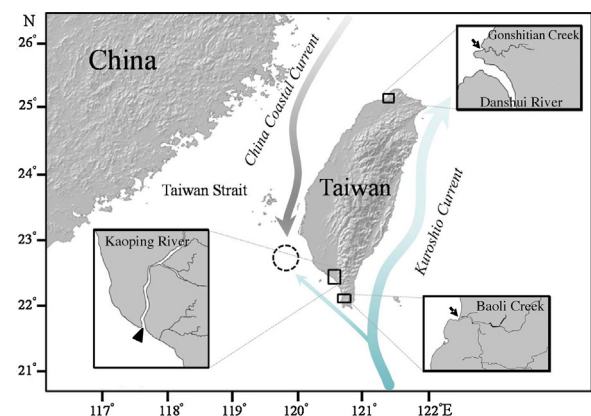 N
26°
25°
24°
23°
22°
21°
China
China Coastal Current
Taiwan Strait
Taiwan
Kuroshio Current
Gonshitian Creek
Danshui River
Kaoping River
Baoli Creek
117° 118° 119° 120° 121° 122°E